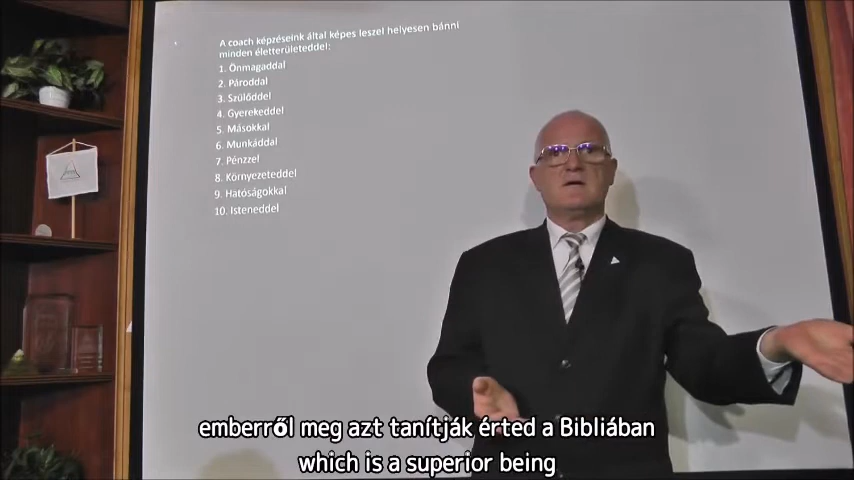 A coach képzéseink által képes leszel helyesen bánni
minden életterületeddel:
1. Önmagaddal
2. Pároddal
3. Szülőddel
4. Gyerekeddel
5. Másokkal
6. Munkáddal
7. Pénzzel
8. Környezeteddel
9. Hatóságokkal
10. Isteneddel
emberről meg azt tanítják érted a Bibliában
which is a superior being